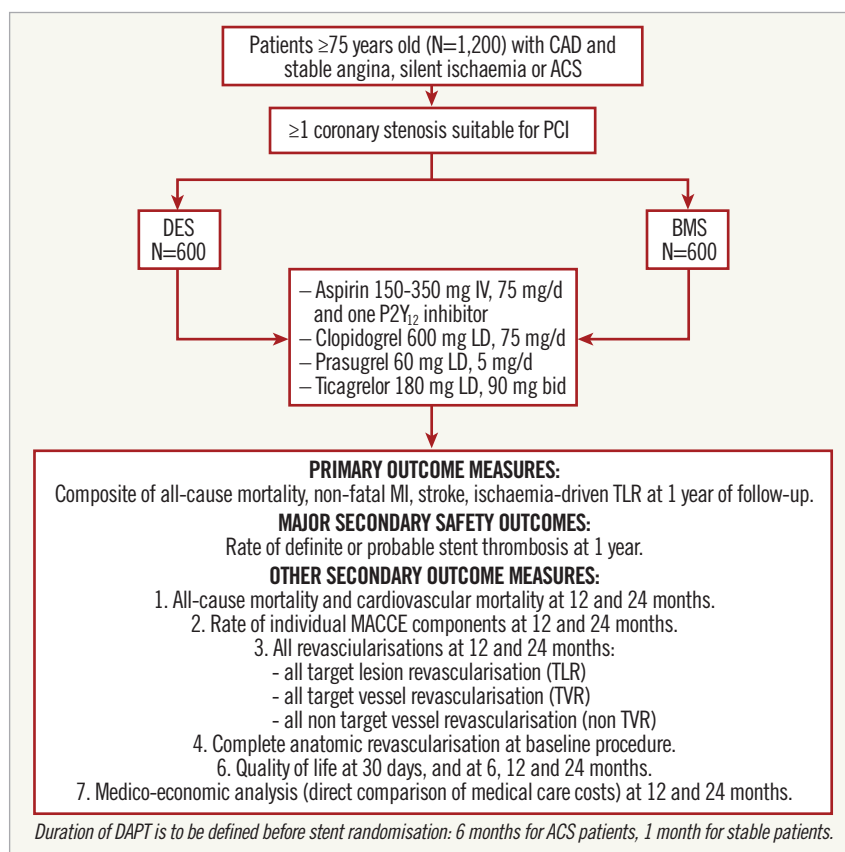 Patients ≥75 years old (N=1,200) with CAD and
stable angina, silent ischaemia or ACS
≥1 coronary stenosis suitable for PCI
DES
N=600
BMS
N=600
– Aspirin 150-350 mg IV, 75 mg/d
and one P2Y₁₂ inhibitor
– Clopidogrel 600 mg LD, 75 mg/d
– Prasugrel 60 mg LD, 5 mg/d
– Ticagrelor 180 mg LD, 90 mg bid
PRIMARY OUTCOME MEASURES:
Composite of all-cause mortality, non-fatal MI, stroke, ischaemia-driven TLR at 1 year of follow-up.
MAJOR SECONDARY SAFETY OUTCOMES:
Rate of definite or probable stent thrombosis at 1 year.
OTHER SECONDARY OUTCOME MEASURES:
1. All-cause mortality and cardiovascular mortality at 12 and 24 months.
2. Rate of individual MACCE components at 12 and 24 months.
3. All revasciularisations at 12 and 24 months:
- all target lesion revascularisation (TLR)
- all target vessel revascularisation (TVR)
- all non target vessel revascularisation (non TVR)
4. Complete anatomic revascularisation at baseline procedure.
6. Quality of life at 30 days, and at 6, 12 and 24 months.
7. Medico-economic analysis (direct comparison of medical care costs) at 12 and 24 months.
Duration of DAPT is to be defined before stent randomisation: 6 months for ACS patients, 1 month for stable patients.